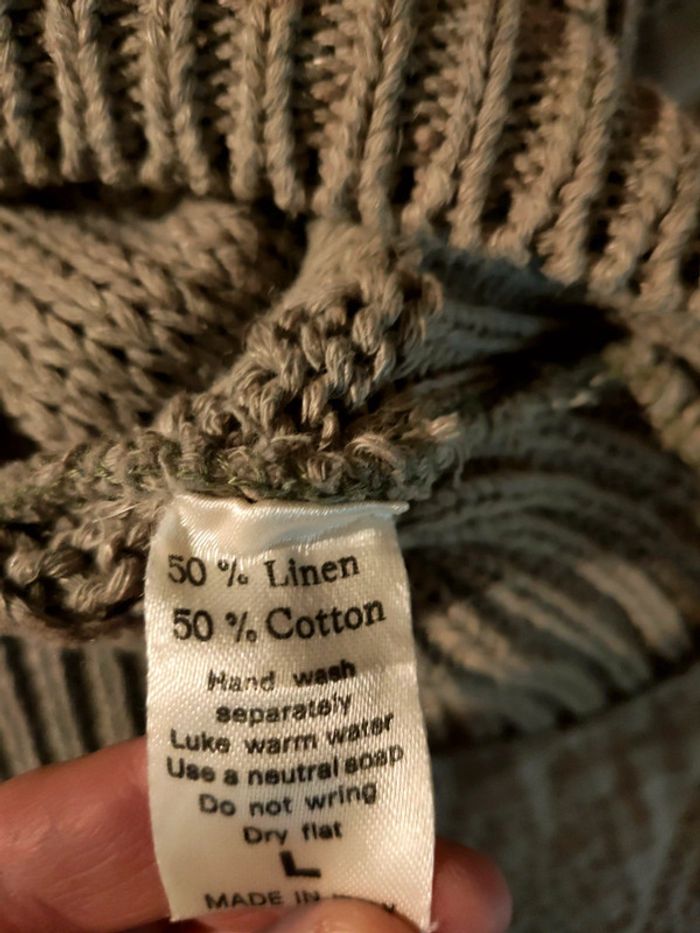 50 % Linen
50 % Cotton
Hand wash
separately
Luke warm water
Use a neutral soap
Do not wring
Dry flat
L
MADE IN